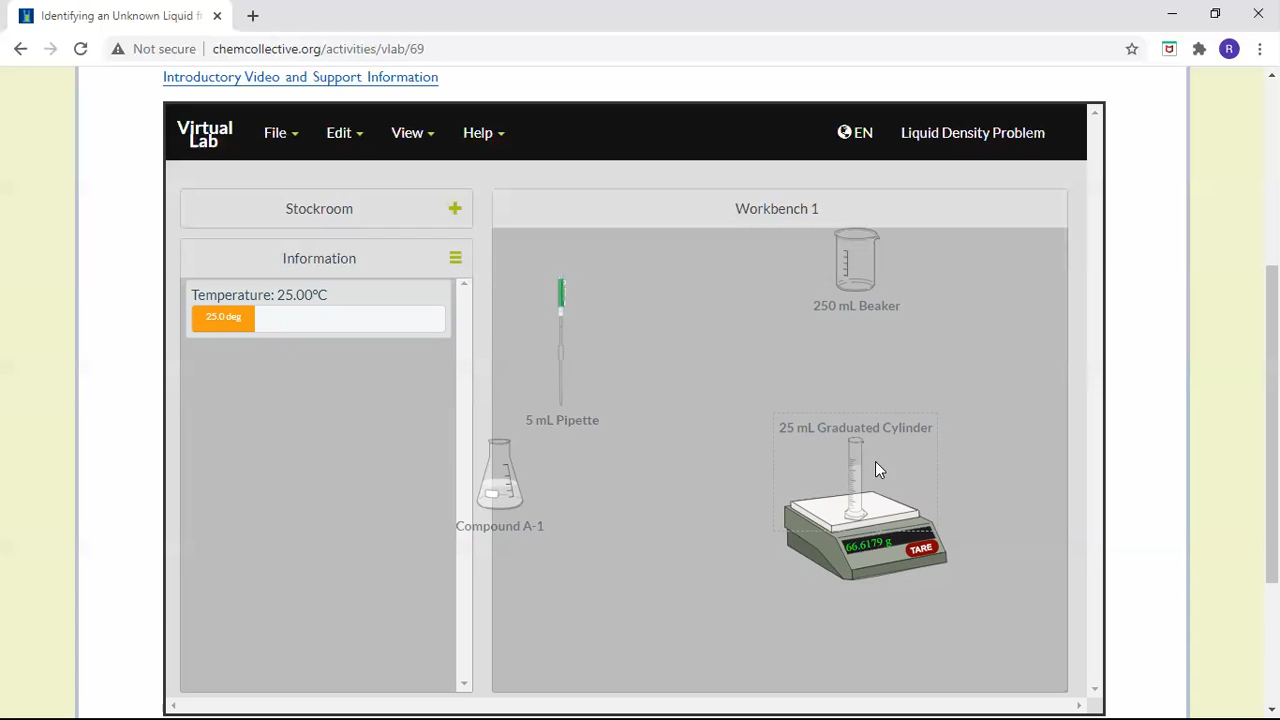 Identifying an Unknown Liquid f
Not secure
chemcollective.org/activities/vlab/69
R
Introductory Video and Support Information
Virtual Lab
File
Edit
View
Help
EN
Liquid Density Problem
Stockroom
Workbench 1
Information
Temperature: 25.00°C
25.0 deg
250 mL Beaker
5 mL Pipette
25 mL Graduated Cylinder
Compound A-1
66.6179 g
TARE